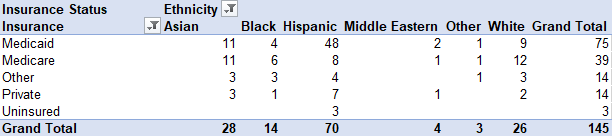 Insurance Status Ethnicity
Insurance Asian Black Hispanic Middle Eastern Other White Grand Total
Medicaid 11 4 48 2 1 9 75
Medicare 11 6 8 1 1 12 39
Other 3 3 4 1 3 14
Private 3 1 7 1 2 14
Uninsured 3 3
Grand Total 28 14 70 4 3 26 145